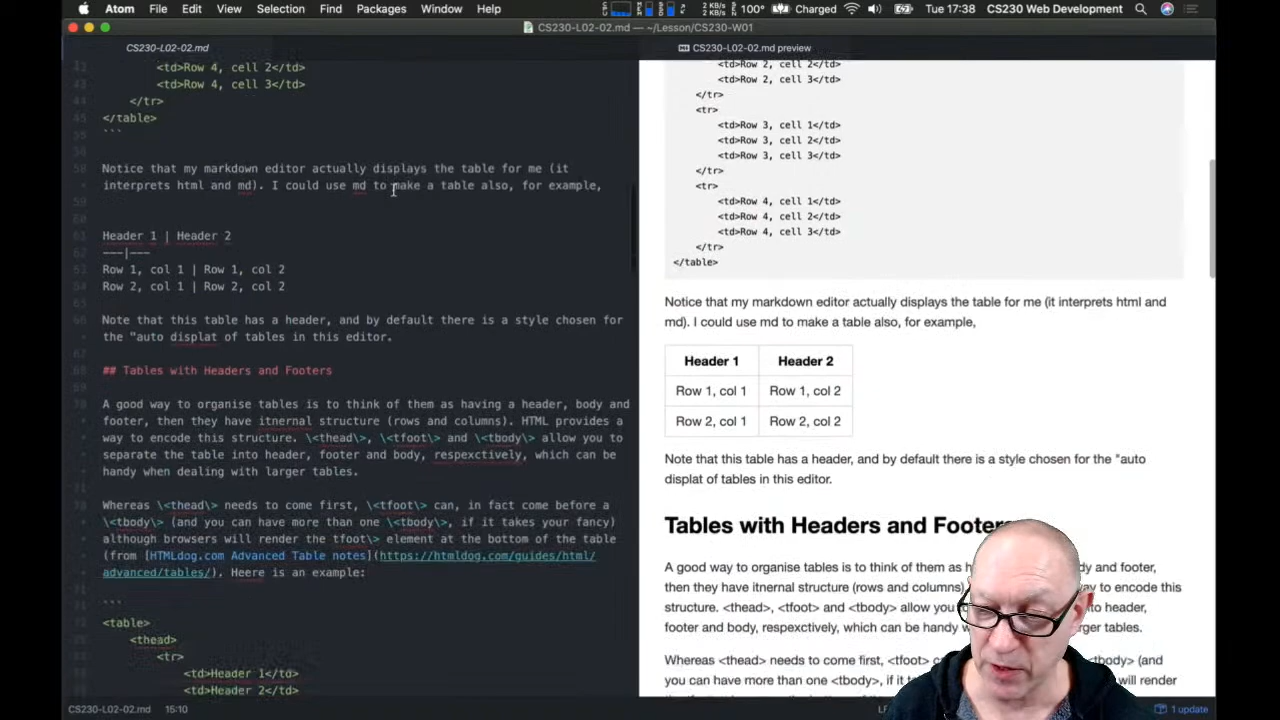 Atom File Edit View Selection Find Packages Window Help
2 KB/s
2 KB/s
100° Charged Tue 17:38 CS230 Web Development
CS230-L02-02.md — ~/Lesson/CS230-W01
CS230-L02-02.md
<td>Row 4, cell 2</td>
<td>Row 4, cell 3</td>
</tr>
</table>
```
Notice that my markdown editor actually displays the table for me (it
interprets html and md). I could use md to make a table also, for example,
Header 1 | Header 2
---|---
Row 1, col 1 | Row 1, col 2
Row 2, col 1 | Row 2, col 2
Note that this table has a header, and by default there is a style chosen for
the "auto displat of tables in this editor.
## Tables with Headers and Footers
A good way to organise tables is to think of them as having a header, body and
footer, then they have itnernal structure (rows and columns). HTML provides a
way to encode this structure. \<thead\>, \<tfoot\> and \<tbody\> allow you to
separate the table into header, footer and body, respexctively, which can be
handy when dealing with larger tables.
Whereas \<thead\> needs to come first, \<tfoot\> can, in fact come before a
\<tbody\> (and you can have more than one \<tbody\>, if it takes your fancy)
although browsers will render the tfoot\> element at the bottom of the table
(from [HTMLdog.com Advanced Table notes](https://htmldog.com/guides/html/
advanced/tables/). Heere is an example:
```
<table>
<thead>
<tr>
<td>Header 1</td>
<td>Header 2</td>
CS230-L02-02.md 15:10
CS230-L02-02.md preview
<td>Row 2, cell 2</td>
<td>Row 2, cell 3</td>
</tr>
<tr>
<td>Row 3, cell 1</td>
<td>Row 3, cell 2</td>
<td>Row 3, cell 3</td>
</tr>
<tr>
<td>Row 4, cell 1</td>
<td>Row 4, cell 2</td>
<td>Row 4, cell 3</td>
</tr>
</table>
Notice that my markdown editor actually displays the table for me (it interprets html and
md). I could use md to make a table also, for example,
Header 1 Header 2
Row 1, col 1 Row 1, col 2
Row 2, col 1 Row 2, col 2
Note that this table has a header, and by default there is a style chosen for the "auto
displat of tables in this editor.
Tables with Headers and Footers
A good way to organise tables is to think of them as dy and footer,
then they have itnernal structure (rows and columns) way to encode this
structure. <thead>, <tfoot> and <tbody> allow you to header,
footer and body, respexctively, which can be handy w rger tables.
Whereas <thead> needs to come first, <tfoot> <tbody> (and
you can have more than one <tbody>, if it tak will render
1 update